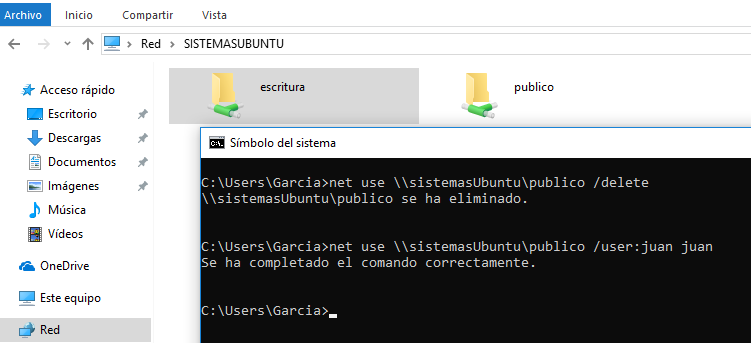 Archivo Inicio Compartir Vista
Red SISTEMASUBUNTU
Acceso rápido
Escritorio
Descargas
Documentos
Imágenes
Música
Vídeos
OneDrive
Este equipo
Red
escritura publico
C:\. Símbolo del sistema
C:\Users\Garcia>net use \\sistemasUbuntu\publico /delete
\\sistemasUbuntu\publico se ha eliminado.
C:\Users\Garcia>net use \\sistemasUbuntu\publico /user:juan juan
Se ha completado el comando correctamente.
C:\Users\Garcia>